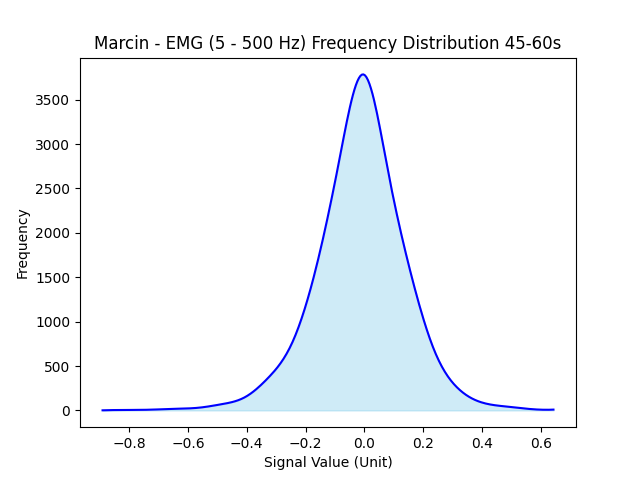 Marcin - EMG (5 - 500 Hz) Frequency Distribution 45-60s
3500
3000
2500
2000
1500
1000
500
0
Frequency
−0.8 −0.6 −0.4 −0.2 0.0 0.2 0.4 0.6
Signal Value (Unit)